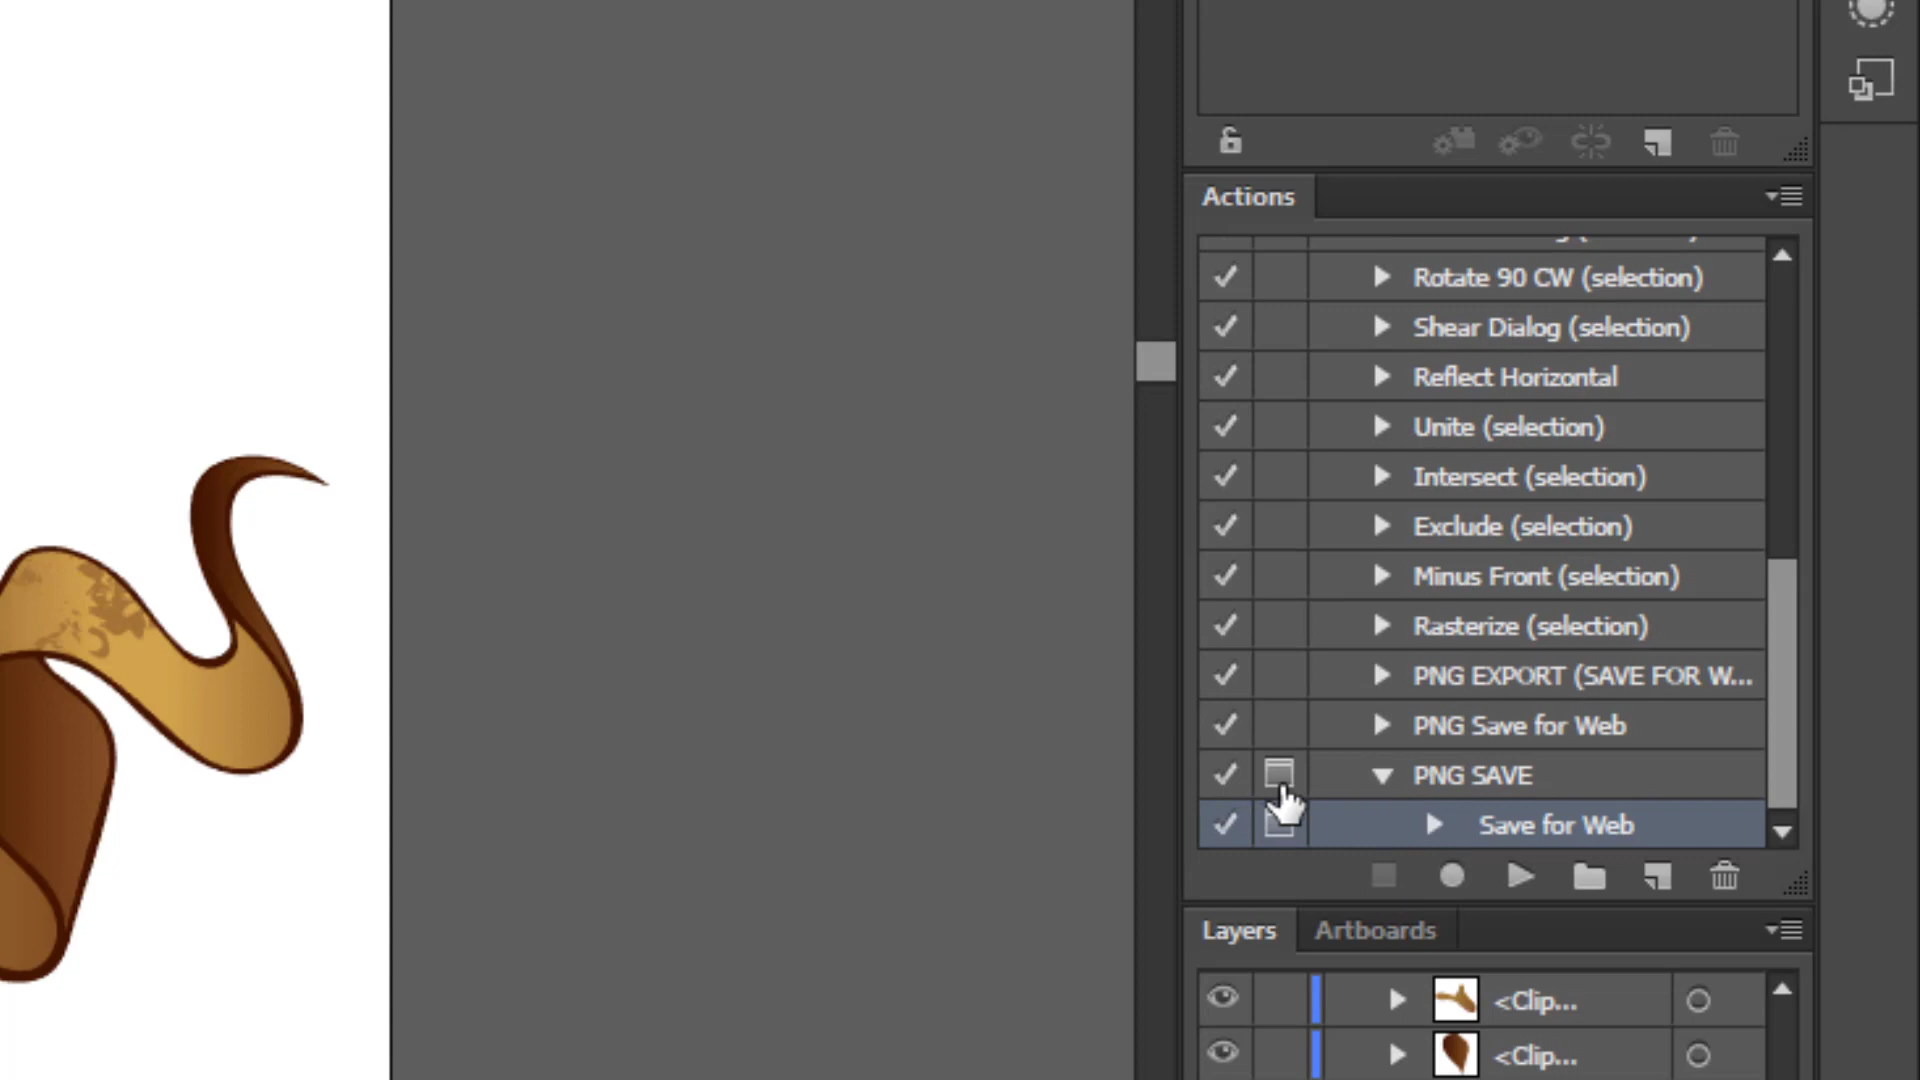 Actions
Rotate 90 CW (selection)
Shear Dialog (selection)
Reflect Horizontal
Unite (selection)
Intersect (selection)
Exclude (selection)
Minus Front (selection)
Rasterize (selection)
PNG EXPORT (SAVE FOR W...
PNG Save for Web
PNG SAVE
Save for Web
Layers Artboards
<Clip...
<Clip...